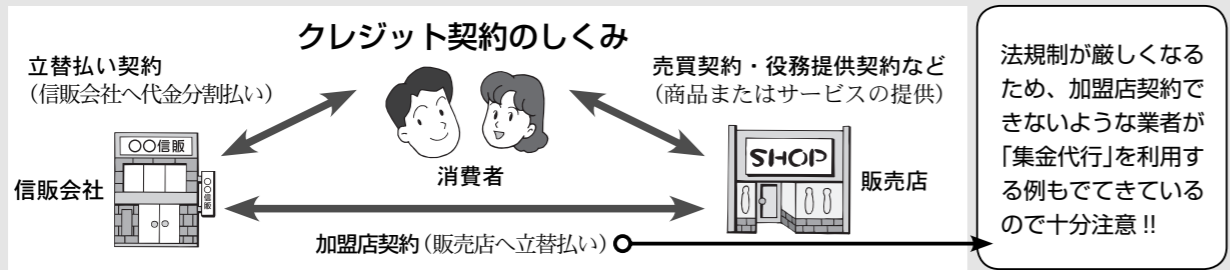 クレジット契約のしくみ
立替払い契約
(信販会社へ代金分割払い)
売買契約・役務提供契約など
(商品またはサービスの提供)
〇〇信販
〇〇信販
信販会社
消費者
SHOP
販売店
加盟店契約(販売店へ立替払い)
法規制が厳しくなる
ため、加盟店契約で
きないような業者が
「集金代行」を利用す
る例もでてきている
ので十分注意!!